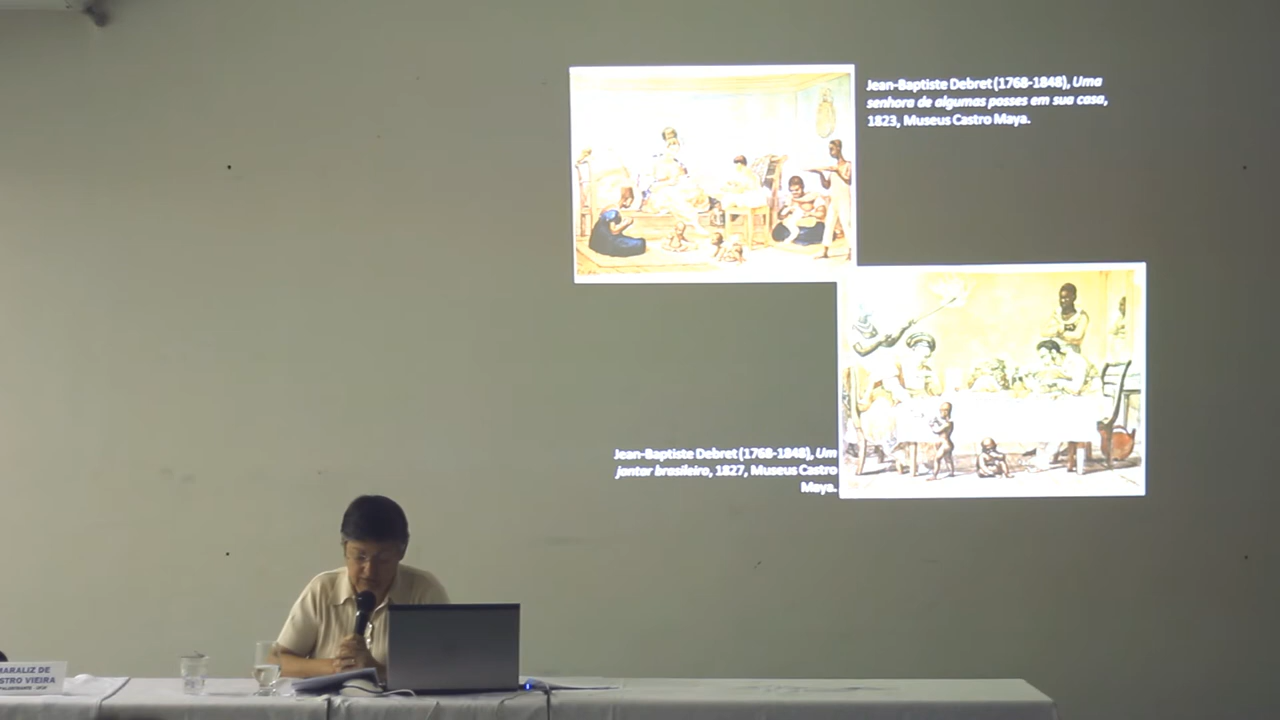 Jean-Baptiste Debret (1768-1848), Uma
senhora de algumas posses em sua casa,
1823, Museus Castro Maya.
Jean-Baptiste Debret (1768-1848), Um
jantar brasileiro, 1827, Museus Castro
Maya.
MARALIZ DE
STRO VIEIRA